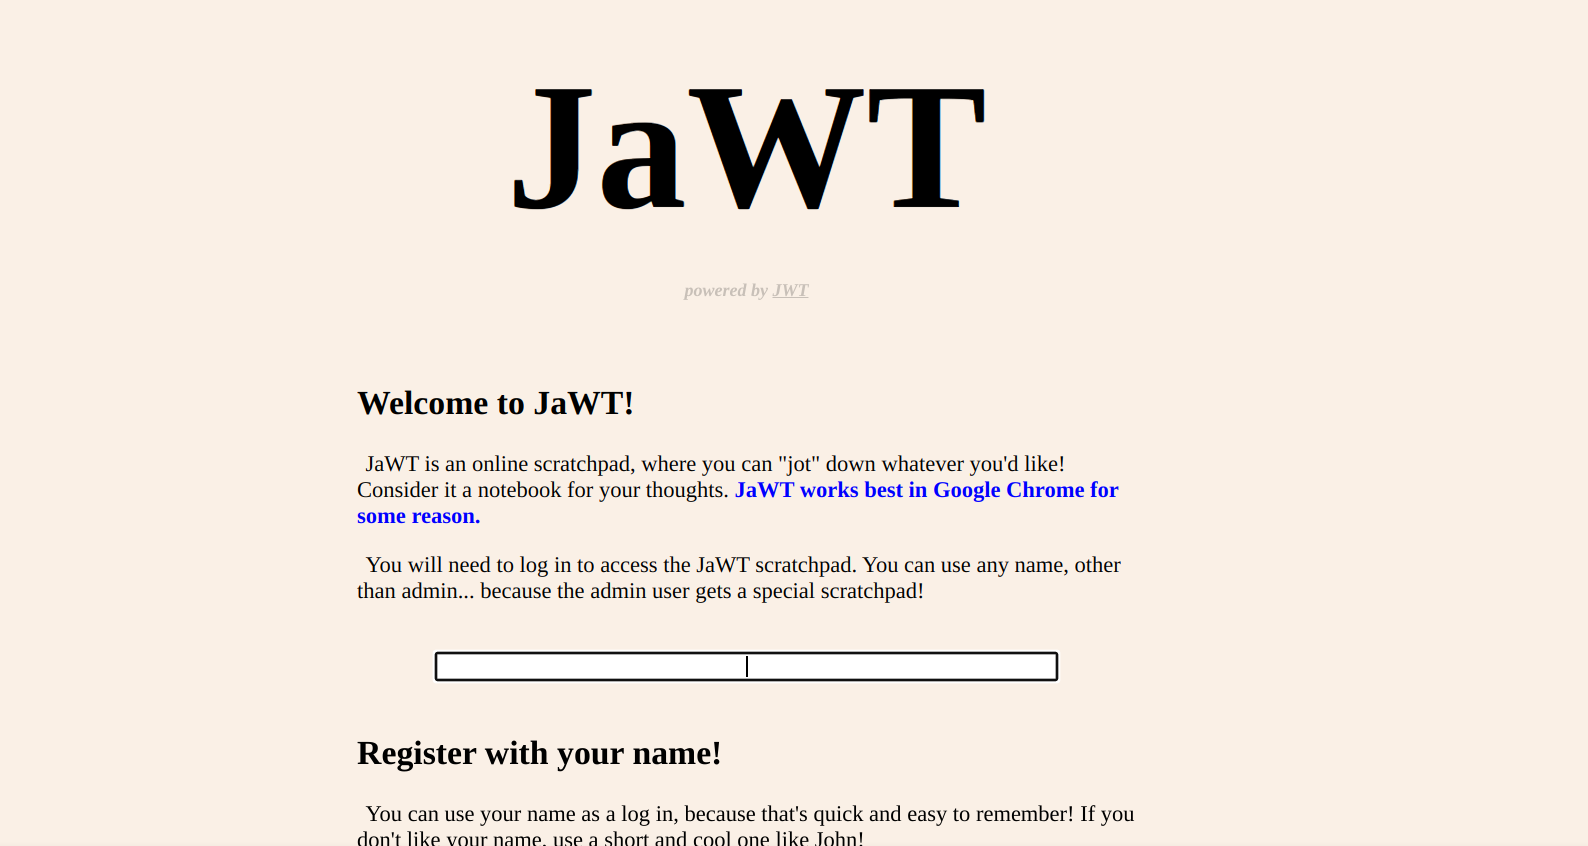 JaWT
powered by JWT
Welcome to JaWT!
JaWT is an online scratchpad, where you can "jot" down whatever you'd like!
Consider it a notebook for your thoughts. JaWT works best in Google Chrome for
some reason.
You will need to log in to access the JaWT scratchpad. You can use any name, other
than admin... because the admin user gets a special scratchpad!
Register with your name!
You can use your name as a log in, because that's quick and easy to remember! If you
don't like your name, use a short and cool one like John!